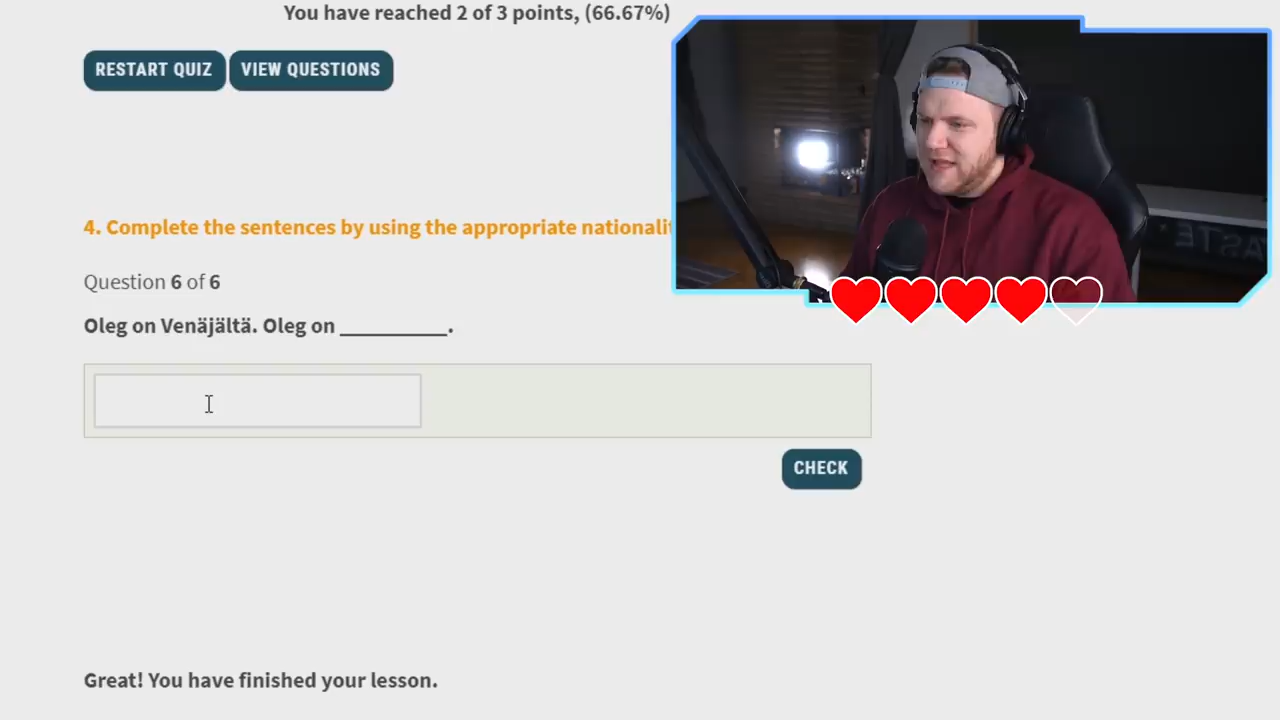 You have reached 2 of 3 points, (66.67%)
RESTART QUIZ VIEW QUESTIONS
4. Complete the sentences by using the appropriate nationalit
Question 6 of 6
Oleg on Venäjältä. Oleg on __________.
CHECK
Great! You have finished your lesson.